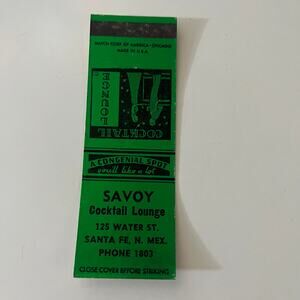 MATCH CORP. OF AMERICA - CHICAGO
MADE IN U.S.A.
COCKTAIL
LOUNGE
A CONGENIAL SPOT
you'll like a lot
SAVOY
Cocktail Lounge
125 WATER ST.
SANTA FE, N. MEX.
PHONE 1803
CLOSE COVER BEFORE STRIKING